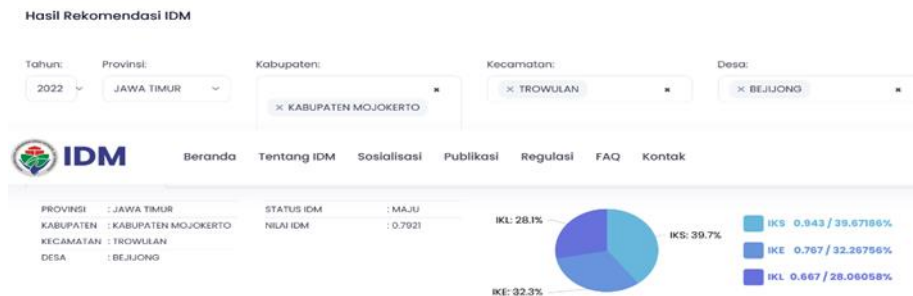 Hasil Rekomendasi IDM
Tahun: Provinsi: Kabupaten: Kecamatan: Desa:
2022 JAWA TIMUR × KABUPATEN MOJOKERTO × TROWULAN × BEJIJONG
IDM Beranda Tentang IDM Sosialisasi Publikasi Regulasi FAQ Kontak
PROVINSI : JAWA TIMUR STATUS IDM : MAJU
KABUPATEN : KABUPATEN MOJOKERTO NILAI IDM : 0.7921
KECAMATAN : TROWULAN
DESA : BEJIJONG
IKL: 28.1%
IKS: 39.7%
IKE: 32.3%
IKS 0.943 / 39.67186%
IKE 0.767 / 32.26756%
IKL 0.667 / 28.06058%